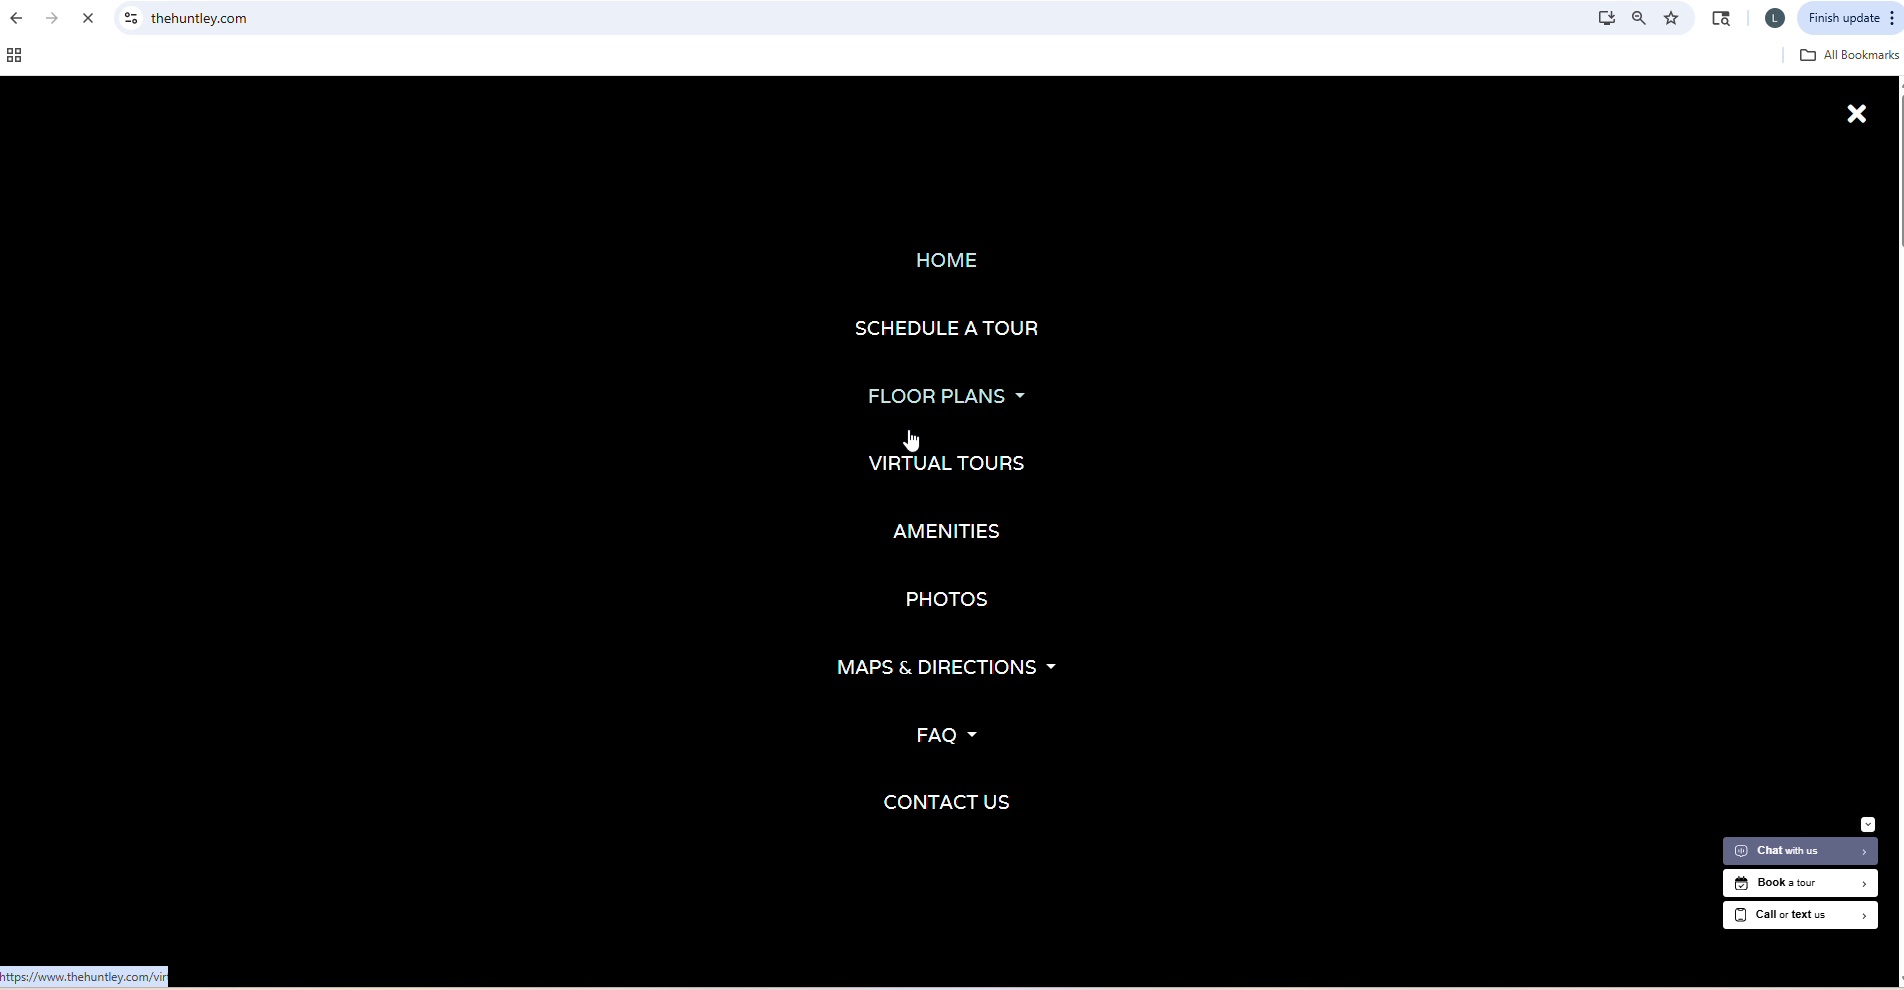 thehuntley.com
L
Finish update
All Bookmarks
HOME
SCHEDULE A TOUR
FLOOR PLANS
VIRTUAL TOURS
AMENITIES
PHOTOS
MAPS & DIRECTIONS
FAQ
CONTACT US
Chat with us
Book a tour
Call or text us
https://www.thehuntley.com/vir